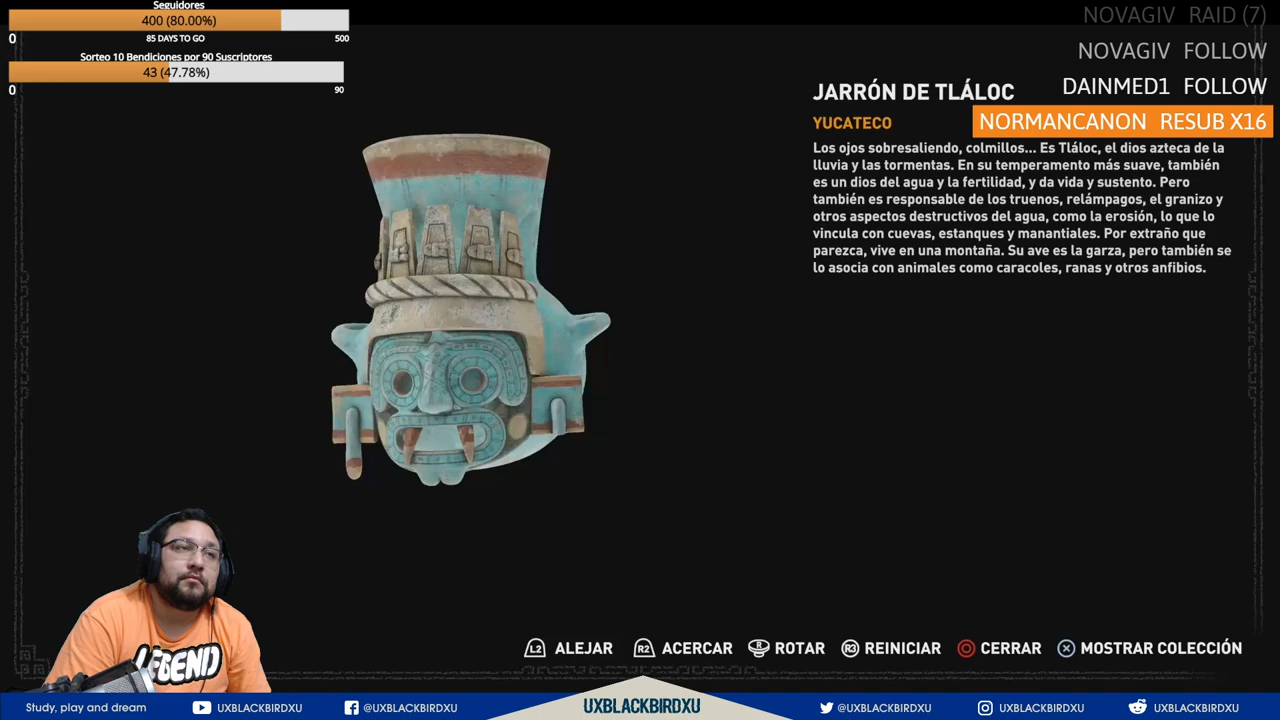 Seguidores
400 (80.00%)
0
85 DAYS TO GO
500
Sorteo 10 Bendiciones por 90 Suscriptores
43 (47.78%)
0
90
NOVAGIV RAID (7)
NOVAGIV FOLLOW
DAINMED1 FOLLOW
NORMANCANON RESUB X16
JARRÓN DE TLÁLOC
YUCATECO
Los ojos sobresaliendo, colmillos... Es Tláloc, el dios azteca de la
lluvia y las tormentas. En su temperamento más suave, también
es un dios del agua y la fertilidad, y da vida y sustento. Pero
también es responsable de los truenos, relámpagos, el granizo y
otros aspectos destructivos del agua, como la erosión, lo que lo
vincula con cuevas, estanques y manantiales. Por extraño que
parezca, vive en una montaña. Su ave es la garza, pero también se
lo asocia con animales como caracoles, ranas y otros anfibios.
LEGEND
L2 ALEJAR R2 ACERCAR R ROTAR R3 REINICIAR CERRAR MOSTRAR COLECCIÓN
Study, play and dream UXBLACKBIRDXU @UXBLACKBIRDXU UXBLACKBIRDXU @UXBLACKBIRDXU UXBLACKBIRDXU UXBLACKBIRDXU